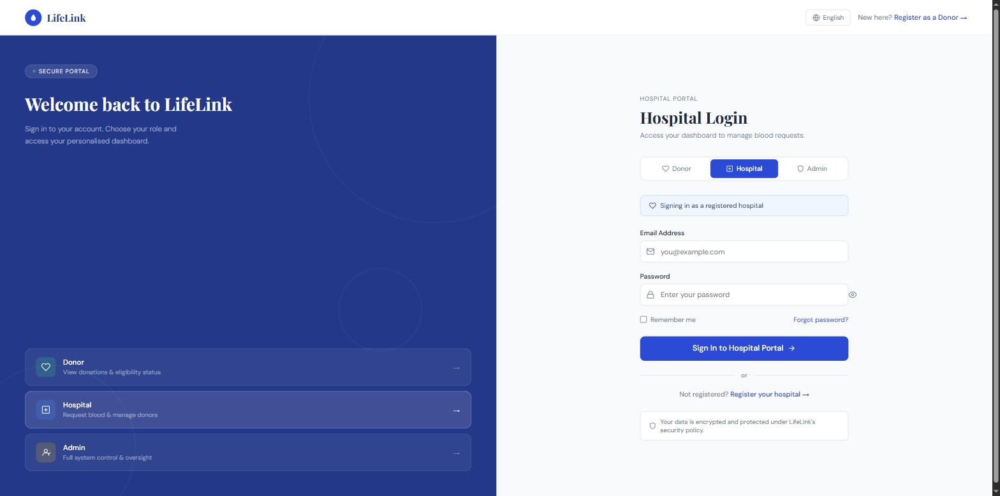 LifeLink
English
New here? Register as a Donor →
SECURE PORTAL
Welcome back to LifeLink
Sign in to your account. Choose your role and
access your personalised dashboard.
Donor
View donations & eligibility status
→
Hospital
Request blood & manage donors
→
Admin
Full system control & oversight
→
HOSPITAL PORTAL
Hospital Login
Access your dashboard to manage blood requests.
Donor Hospital Admin
Signing in as a registered hospital
Email Address
you@example.com
Password
Enter your password
Remember me Forgot password?
Sign In to Hospital Portal →
or
Not registered? Register your hospital →
Your data is encrypted and protected under LifeLink's
security policy.